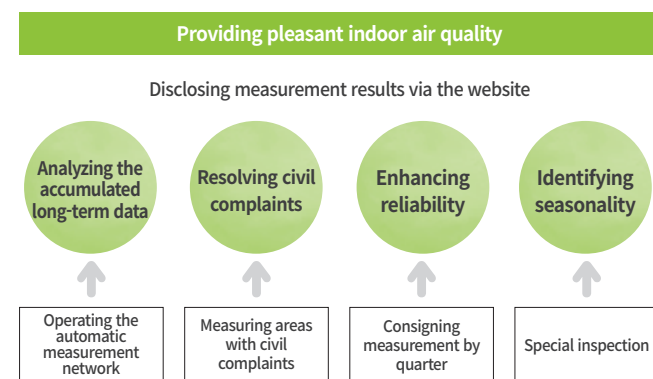 Providing pleasant indoor air quality
Disclosing measurement results via the website
Analyzing the
accumulated
long-term data
Resolving civil
complaints
Enhancing
reliability
Identifying
seasonality
Operating the
automatic
measurement
network
Measuring areas
with civil
complaints
Consigning
measurement by
quarter
Special inspection